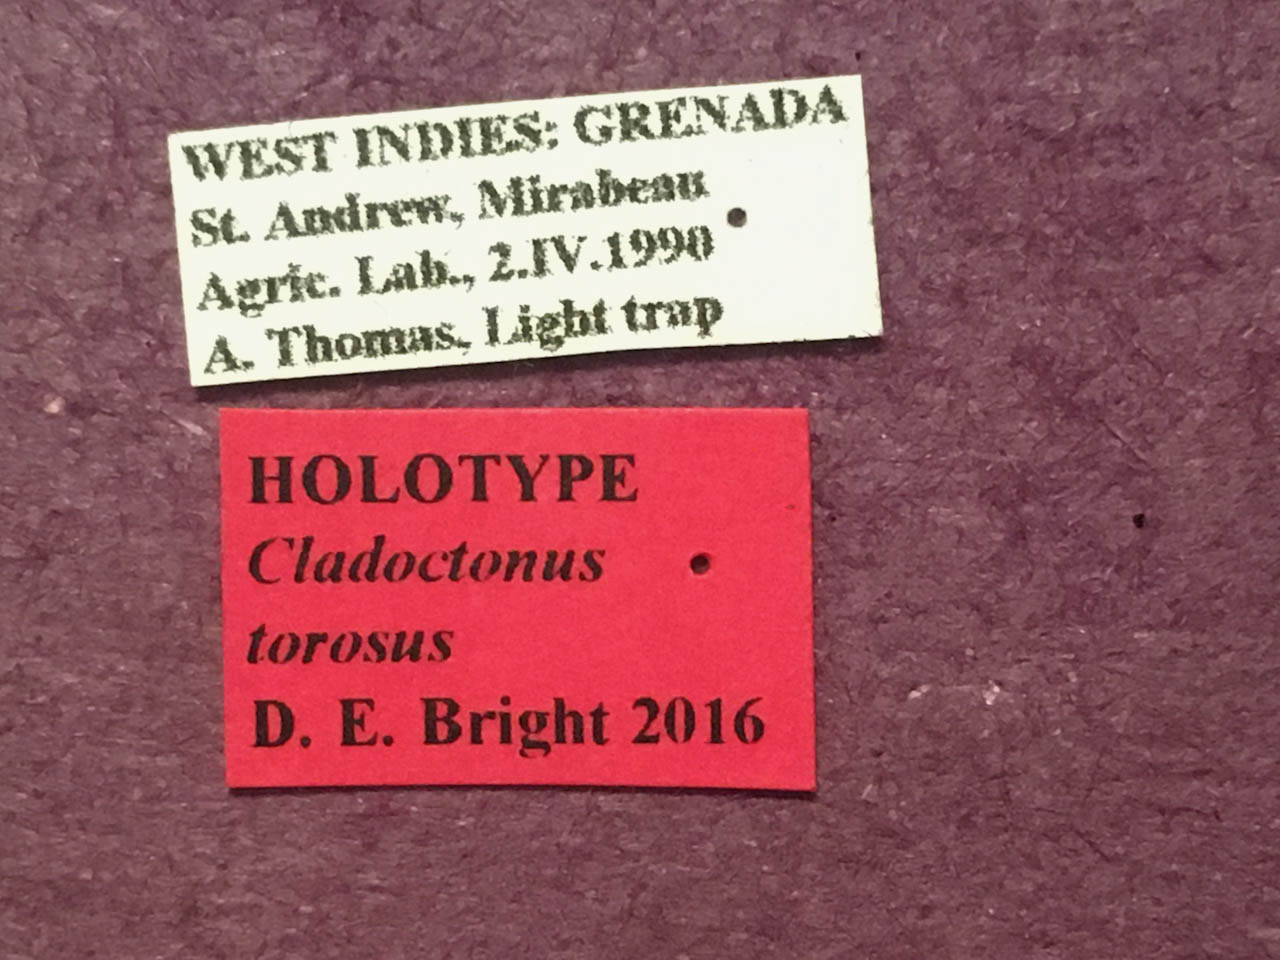 WEST INDIES: GRENADA
St. Andrew, Mirabeau
Agric. Lab., 2.IV.1990
A. Thomas, Light trap
HOLOTYPE
Cladoctonus
torosus
D. E. Bright 2016